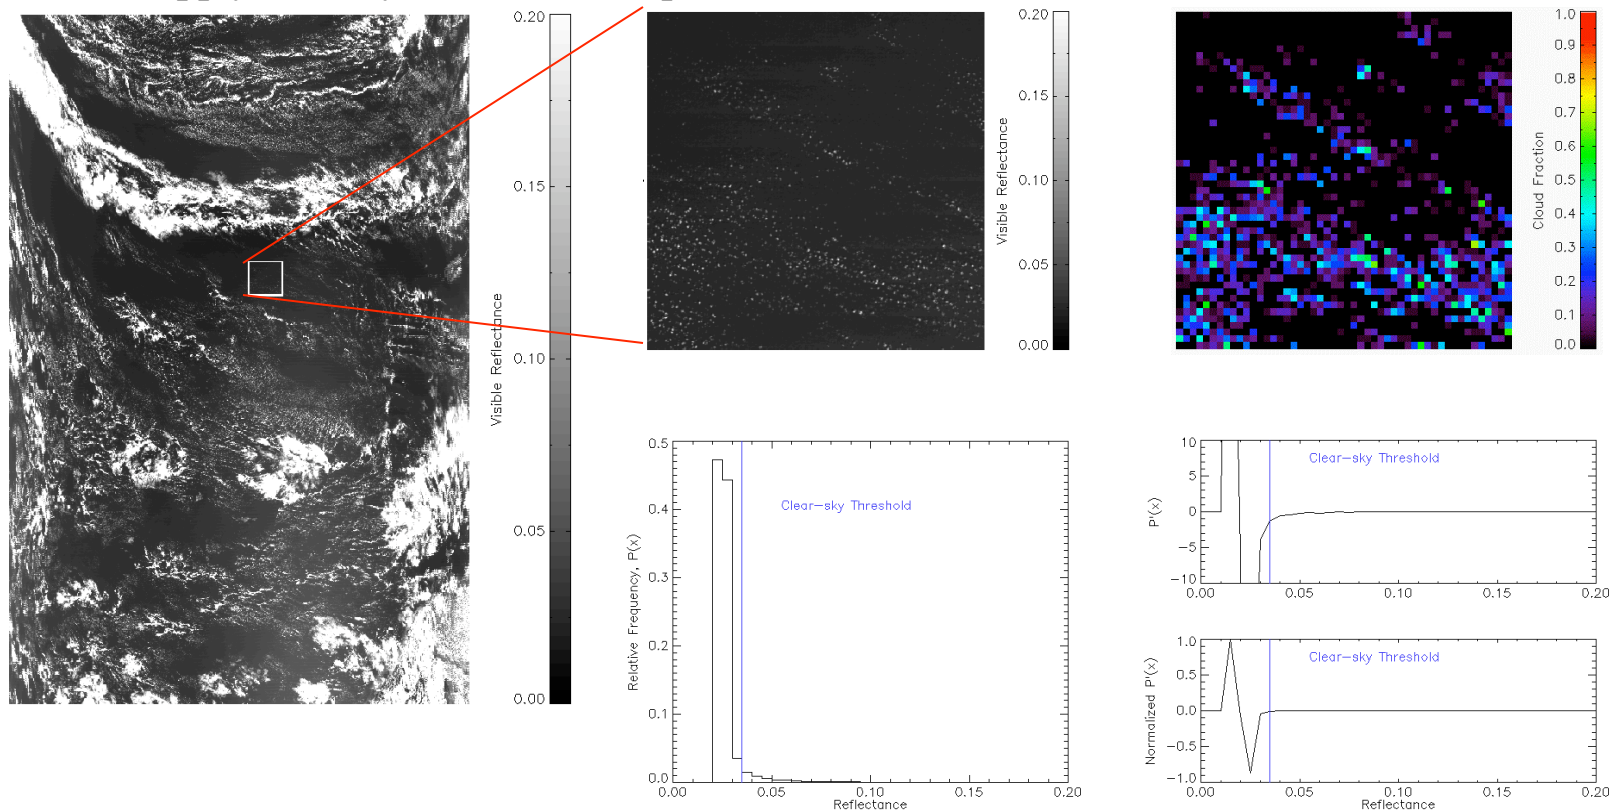 0.20
0.15
0.10
0.05
0.00
Visible Reflectance
0.20
0.15
0.10
0.05
0.00
Visible Reflectance
1.0
0.9
0.8
0.7
0.6
0.5
0.4
0.3
0.2
0.1
0.0
Cloud Fraction
0.5
0.4
0.3
0.2
0.1
0.0
Relative Frequency, P(x)
Clear-sky Threshold
0.00 0.05 0.10 0.15 0.20
Reflectance
10
5
0
-5
-10
P'(x)
Clear-sky Threshold
0.00 0.05 0.10 0.15 0.20
1.0
0.5
0.0
-0.5
-1.0
Normalized P'(x)
Clear-sky Threshold
0.00 0.05 0.10 0.15 0.20
Reflectance